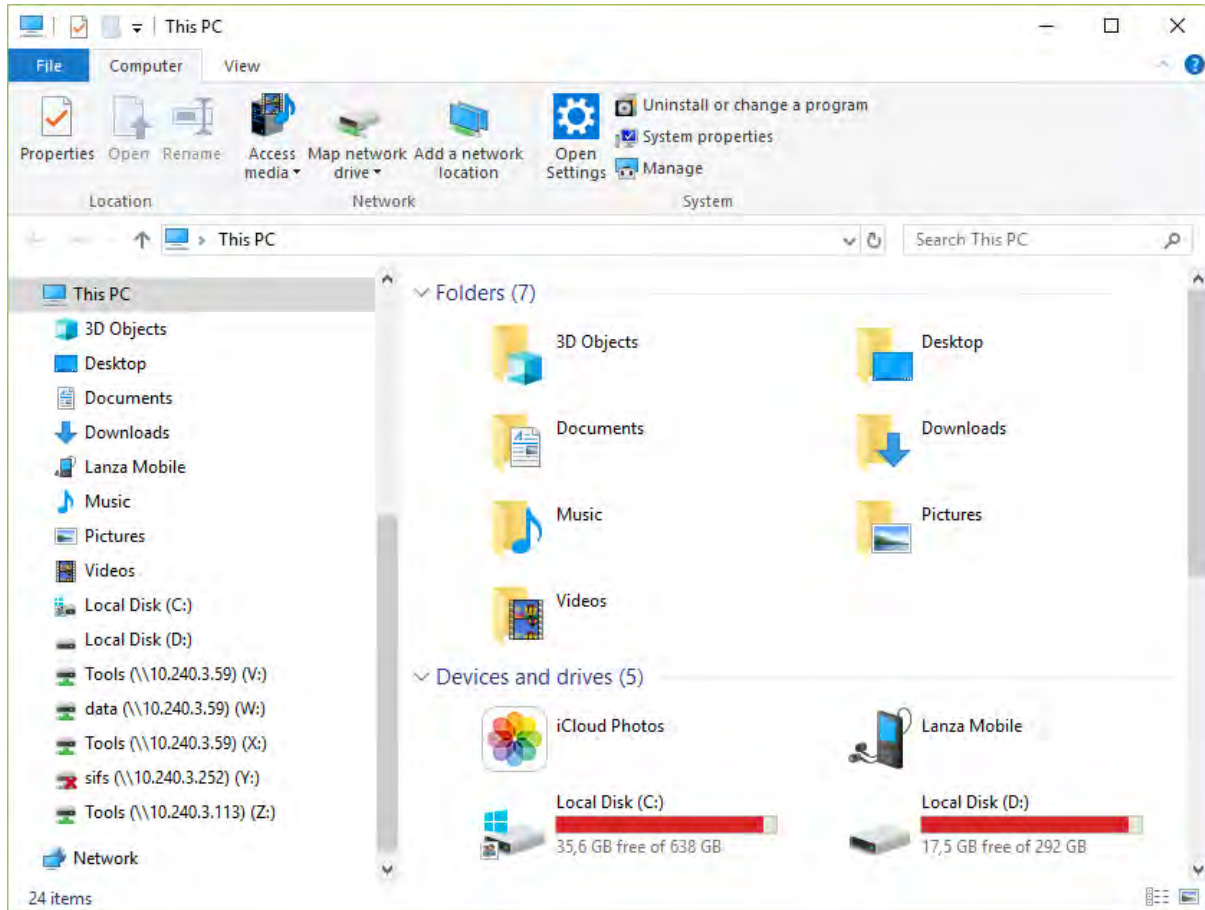 This PC
File Computer View
Properties Open Rename Access media Map network drive Add a network location Open Settings Uninstall or change a program
System properties
Manage
Location Network System
This PC Search This PC
This PC
3D Objects
Desktop
Documents
Downloads
Lanza Mobile
Music
Pictures
Videos
Local Disk (C:)
Local Disk (D:)
Tools (\\10.240.3.59) (V:)
data (\\10.240.3.59) (W:)
Tools (\\10.240.3.59) (X:)
sifs (\\10.240.3.252) (Y:)
Tools (\\10.240.3.113) (Z:)
Network
Folders (7)
3D Objects Desktop
Documents Downloads
Music Pictures
Videos
Devices and drives (5)
iCloud Photos Lanza Mobile
Local Disk (C:) Local Disk (D:)
35,6 GB free of 638 GB 17,5 GB free of 292 GB
24 items